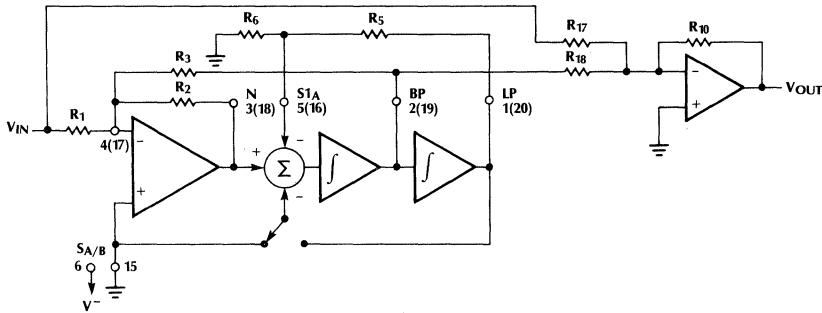 R6
R5
R17
R10
R3
R18
N
3(18)
S1A
5(16)
BP
2(19)
LP
1(20)
R2
VIN
R1
4(17)
−
+
+
−
Σ
−
∫
∫
−
+
VOUT
SA/B
6
15
V−